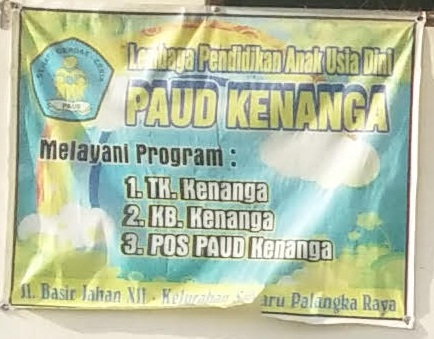 Lembaga Pendidikan Anak Usia Dini
PAUD KENANGA
PAUD
Melayani Program :
1. TK. Kenanga
2. KB. Kenanga
3. POS PAUD Kenanga
Jl. Basir Jahan XII - Kelurahan Palangka Raya